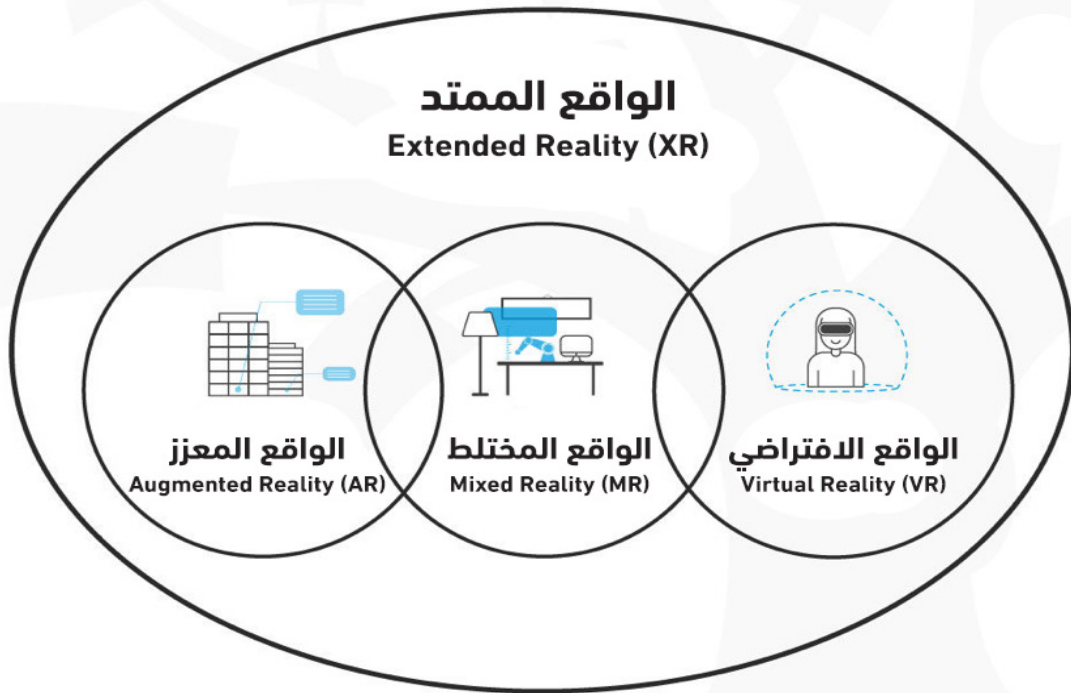 الواقع الممتد
Extended Reality (XR)
الواقع الافتراضي
Virtual Reality (VR)
الواقع المختلط
Mixed Reality (MR)
الواقع المعزز
Augmented Reality (AR)